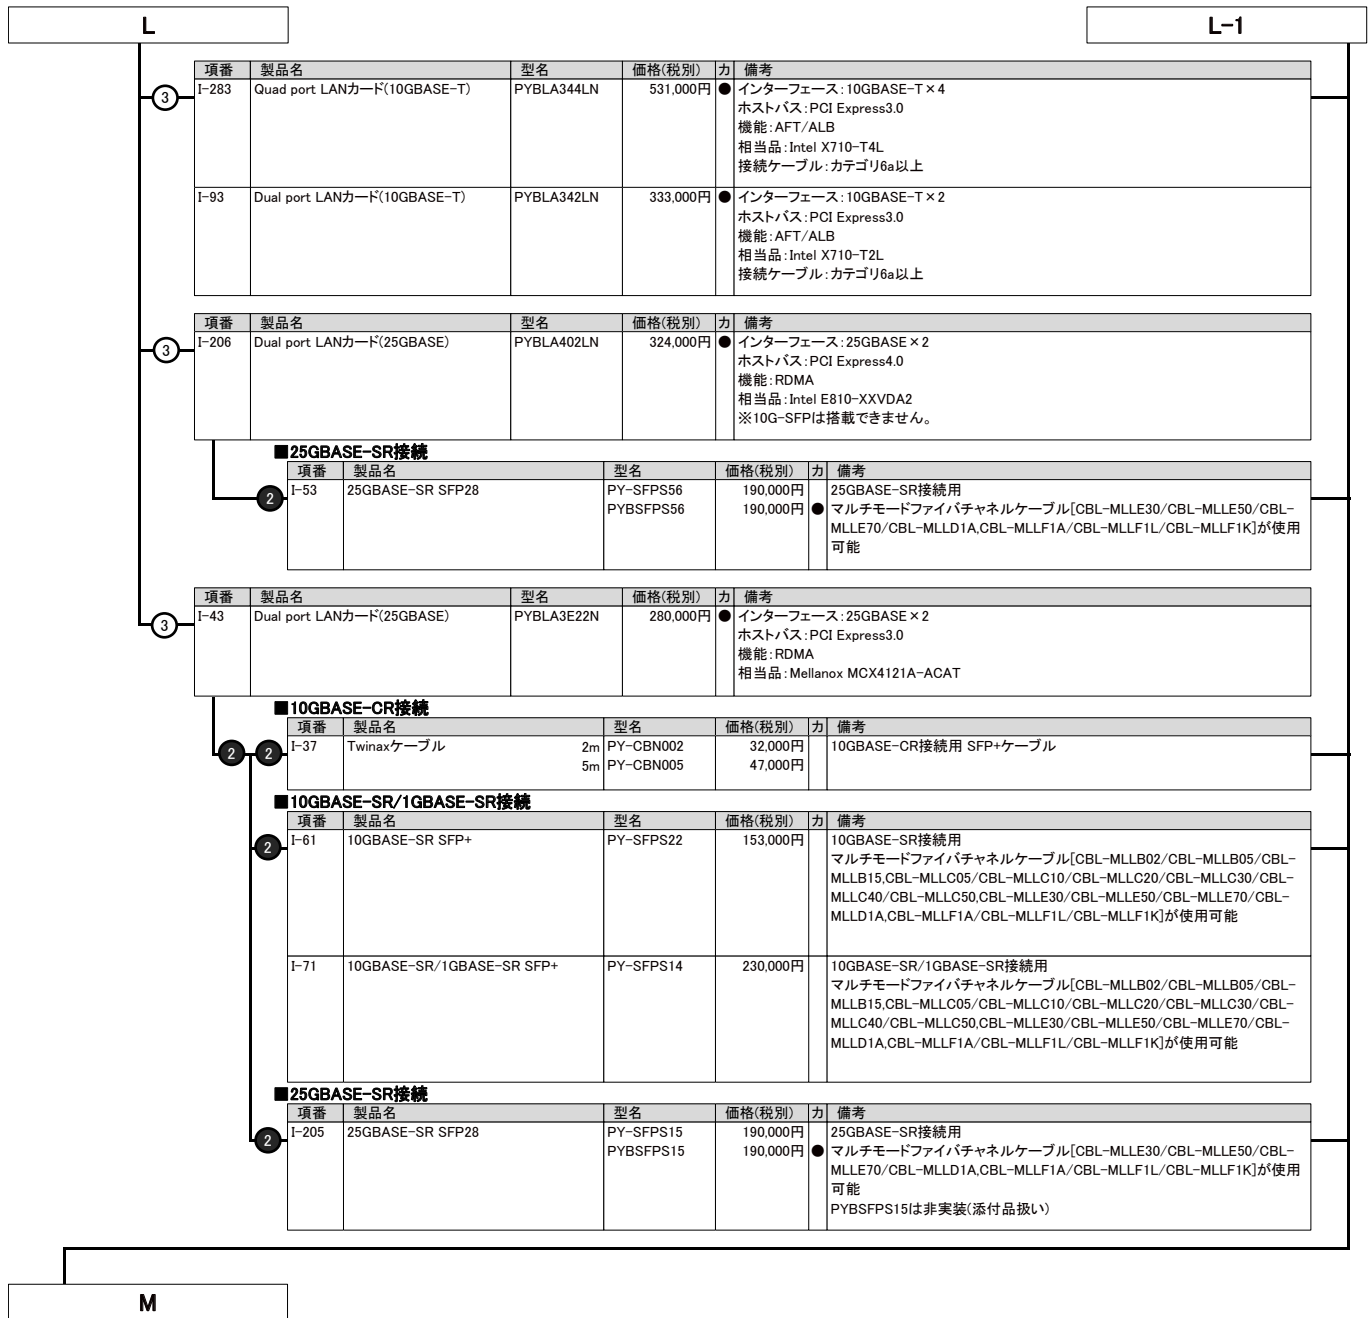 L
L-1
項番 製品名 型名 価格(税別) カ 備考
3
I-283 Quad port LANカード(10GBASE-T) PYBLA344LN 531,000円 ● インターフェース:10GBASE-T×4
ホストバス:PCI Express3.0
機能:AFT/ALB
相当品:Intel X710-T4L
接続ケーブル:カテゴリ6a以上
I-93 Dual port LANカード(10GBASE-T) PYBLA342LN 333,000円 ● インターフェース:10GBASE-T×2
ホストバス:PCI Express3.0
機能:AFT/ALB
相当品:Intel X710-T2L
接続ケーブル:カテゴリ6a以上
項番 製品名 型名 価格(税別) カ 備考
3
I-206 Dual port LANカード(25GBASE) PYBLA402LN 324,000円 ● インターフェース:25GBASE×2
ホストバス:PCI Express4.0
機能:RDMA
相当品:Intel E810-XXVDA2
※10G-SFPは搭載できません。
■25GBASE-SR接続
項番 製品名 型名 価格(税別) カ 備考
2
I-53 25GBASE-SR SFP28 PY-SFPS56 190,000円 25GBASE-SR接続用
PYBSFPS56 190,000円 ● マルチモードファイバチャネルケーブル[CBL-MLLE30/CBL-MLLE50/CBL-
MLLE70/CBL-MLLD1A,CBL-MLLF1A/CBL-MLLF1L/CBL-MLLF1K]が使用
可能
項番 製品名 型名 価格(税別) カ 備考
3
I-43 Dual port LANカード(25GBASE) PYBLA3E22N 280,000円 ● インターフェース:25GBASE×2
ホストバス:PCI Express3.0
機能:RDMA
相当品:Mellanox MCX4121A-ACAT
■10GBASE-CR接続
項番 製品名 型名 価格(税別) カ 備考
2 2
I-37 Twinaxケーブル 2m PY-CBN002 32,000円 10GBASE-CR接続用 SFP+ケーブル
5m PY-CBN005 47,000円
■10GBASE-SR/1GBASE-SR接続
項番 製品名 型名 価格(税別) カ 備考
2
I-61 10GBASE-SR SFP+ PY-SFPS22 153,000円 10GBASE-SR接続用
マルチモードファイバチャネルケーブル[CBL-MLLB02/CBL-MLLB05/CBL-
MLLB15,CBL-MLLC05/CBL-MLLC10/CBL-MLLC20/CBL-MLLC30/CBL-
MLLC40/CBL-MLLC50,CBL-MLLE30/CBL-MLLE50/CBL-MLLE70/CBL-
MLLD1A,CBL-MLLF1A/CBL-MLLF1L/CBL-MLLF1K]が使用可能
I-71 10GBASE-SR/1GBASE-SR SFP+ PY-SFPS14 230,000円 10GBASE-SR/1GBASE-SR接続用
マルチモードファイバチャネルケーブル[CBL-MLLB02/CBL-MLLB05/CBL-
MLLB15,CBL-MLLC05/CBL-MLLC10/CBL-MLLC20/CBL-MLLC30/CBL-
MLLC40/CBL-MLLC50,CBL-MLLE30/CBL-MLLE50/CBL-MLLE70/CBL-
MLLD1A,CBL-MLLF1A/CBL-MLLF1L/CBL-MLLF1K]が使用可能
■25GBASE-SR接続
項番 製品名 型名 価格(税別) カ 備考
2
I-205 25GBASE-SR SFP28 PY-SFPS15 190,000円 25GBASE-SR接続用
PYBSFPS15 190,000円 ● マルチモードファイバチャネルケーブル[CBL-MLLE30/CBL-MLLE50/CBL-
MLLE70/CBL-MLLD1A,CBL-MLLF1A/CBL-MLLF1L/CBL-MLLF1K]が使用
可能
PYBSFPS15は非実装(添付品扱い)
M